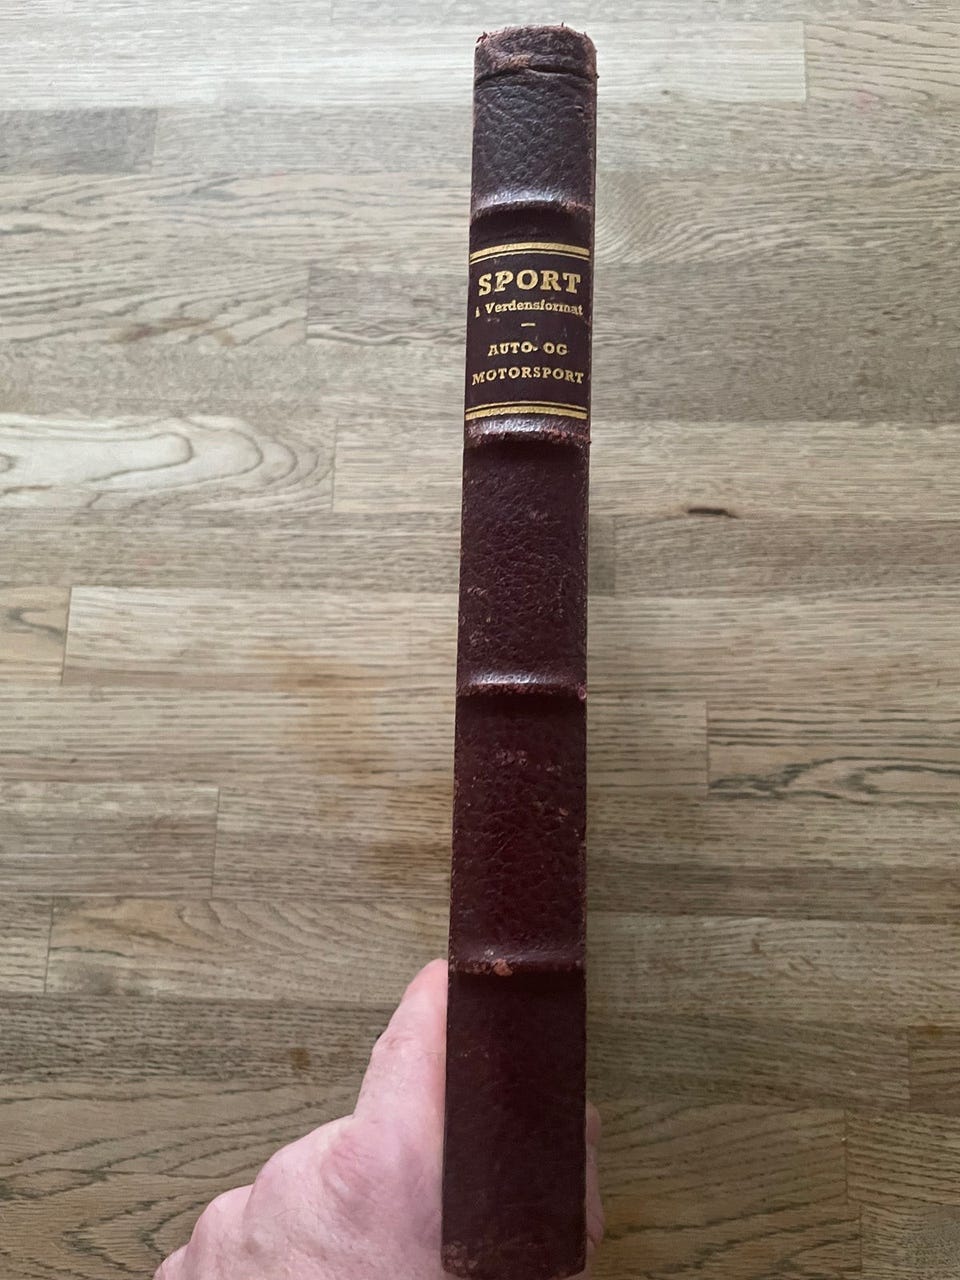 SPORT
i Verdensformat
—
AUTO- OG
MOTORSPORT